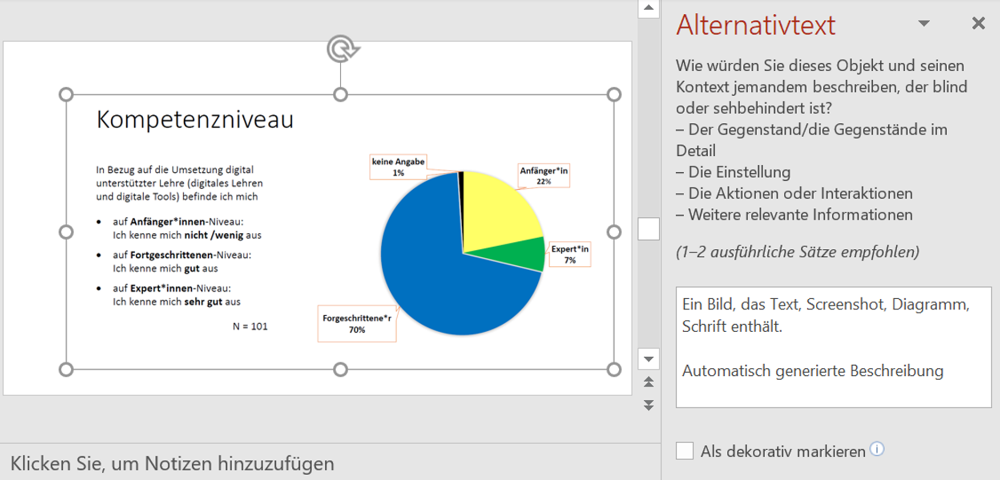 Kompetenzniveau
In Bezug auf die Umsetzung digital
unterstützter Lehre (digitales Lehren
und digitale Tools) befinde ich mich
• auf Anfänger*innen-Niveau:
Ich kenne mich nicht /wenig aus
• auf Fortgeschrittenen-Niveau:
Ich kenne mich gut aus
• auf Expert*innen-Niveau:
Ich kenne mich sehr gut aus
N = 101
keine Angabe
1%
Anfänger*in
22%
Expert*in
7%
Forgeschrittene*r
70%
Klicken Sie, um Notizen hinzuzufügen
Alternativtext
Wie würden Sie dieses Objekt und seinen
Kontext jemandem beschreiben, der blind
oder sehbehindert ist?
– Der Gegenstand/die Gegenstände im
Detail
– Die Einstellung
– Die Aktionen oder Interaktionen
– Weitere relevante Informationen
(1–2 ausführliche Sätze empfohlen)
Ein Bild, das Text, Screenshot, Diagramm,
Schrift enthält.
Automatisch generierte Beschreibung
Als dekorativ markieren